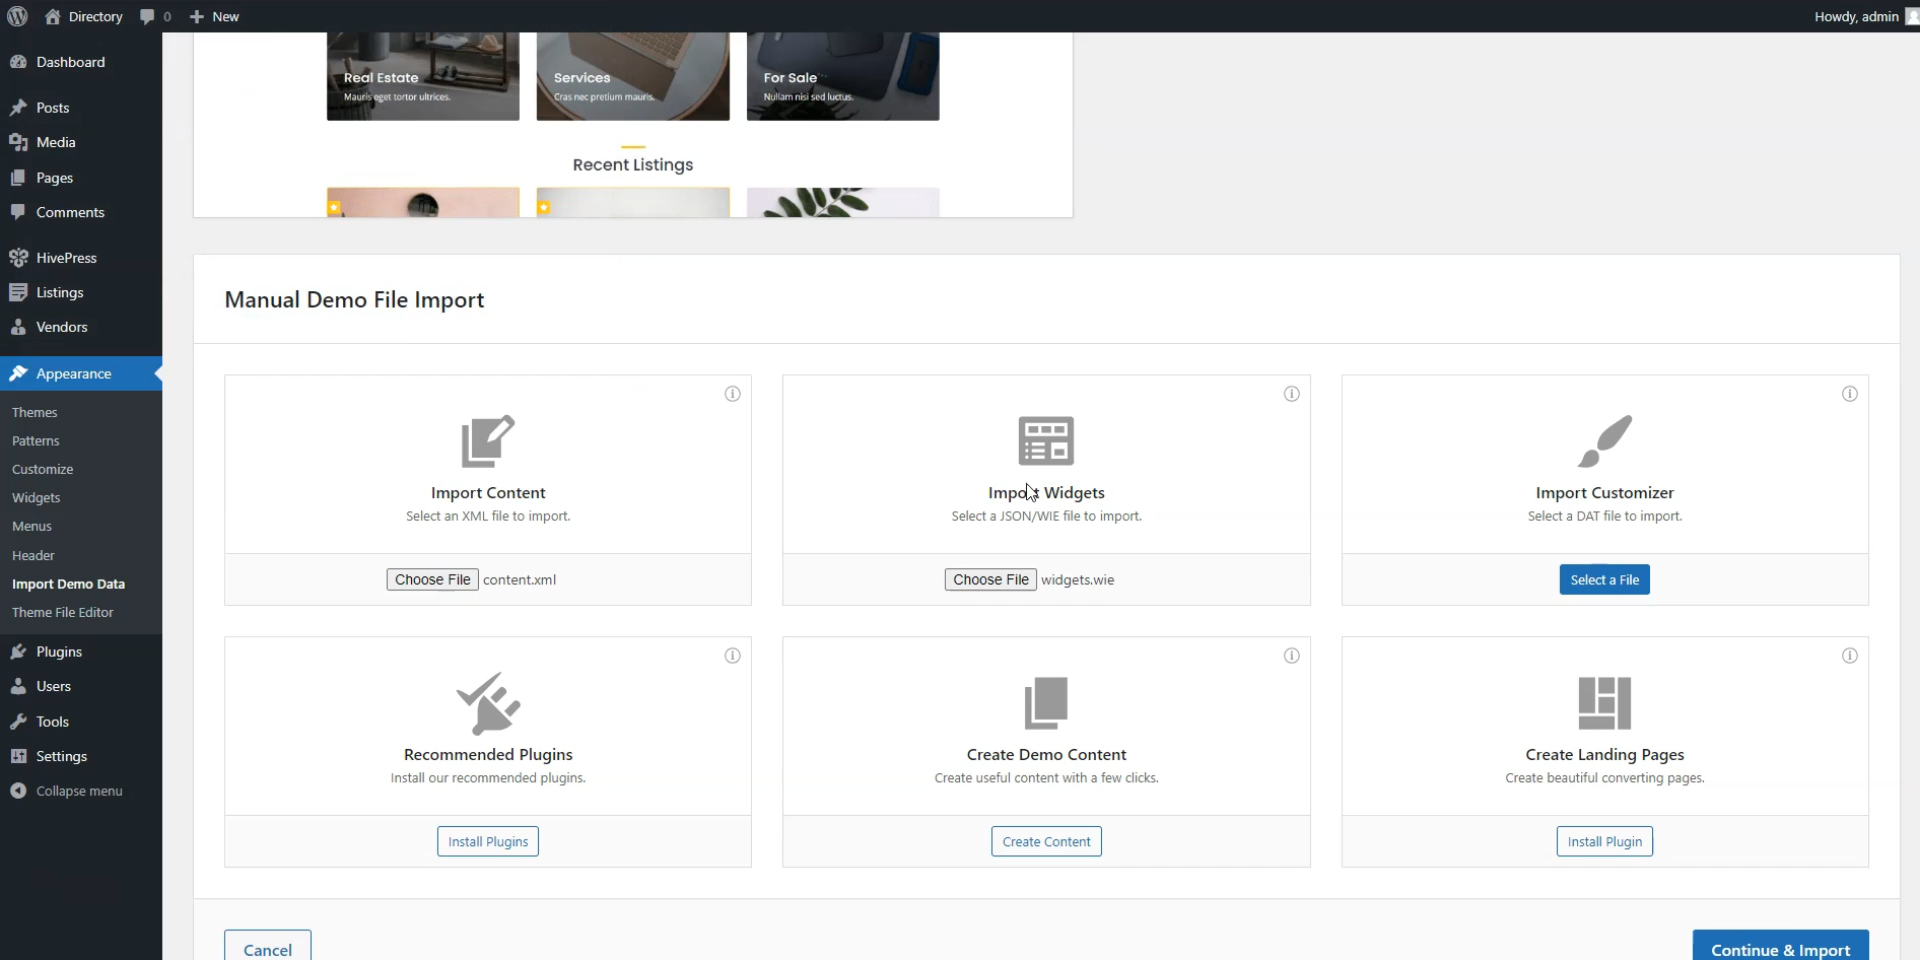 Directory
0
New
Howdy, admin
Dashboard
Posts
Media
Pages
Comments
HivePress
Listings
Vendors
Appearance
Themes
Patterns
Customize
Widgets
Menus
Header
Import Demo Data
Theme File Editor
Plugins
Users
Tools
Settings
Collapse menu
Real Estate
Mauris eget tortor ultrices.
Services
Cras nec pretium mauris.
For Sale
Nullam nisi sed luctus.
Recent Listings
Manual Demo File Import
Import Content
Select an XML file to import.
Choose File content.xml
Import Widgets
Select a JSON/WIE file to import.
Choose File widgets.wie
Import Customizer
Select a DAT file to import.
Select a File
Recommended Plugins
Install our recommended plugins.
Install Plugins
Create Demo Content
Create useful content with a few clicks.
Create Content
Create Landing Pages
Create beautiful converting pages.
Install Plugin
Cancel
Continue & Import